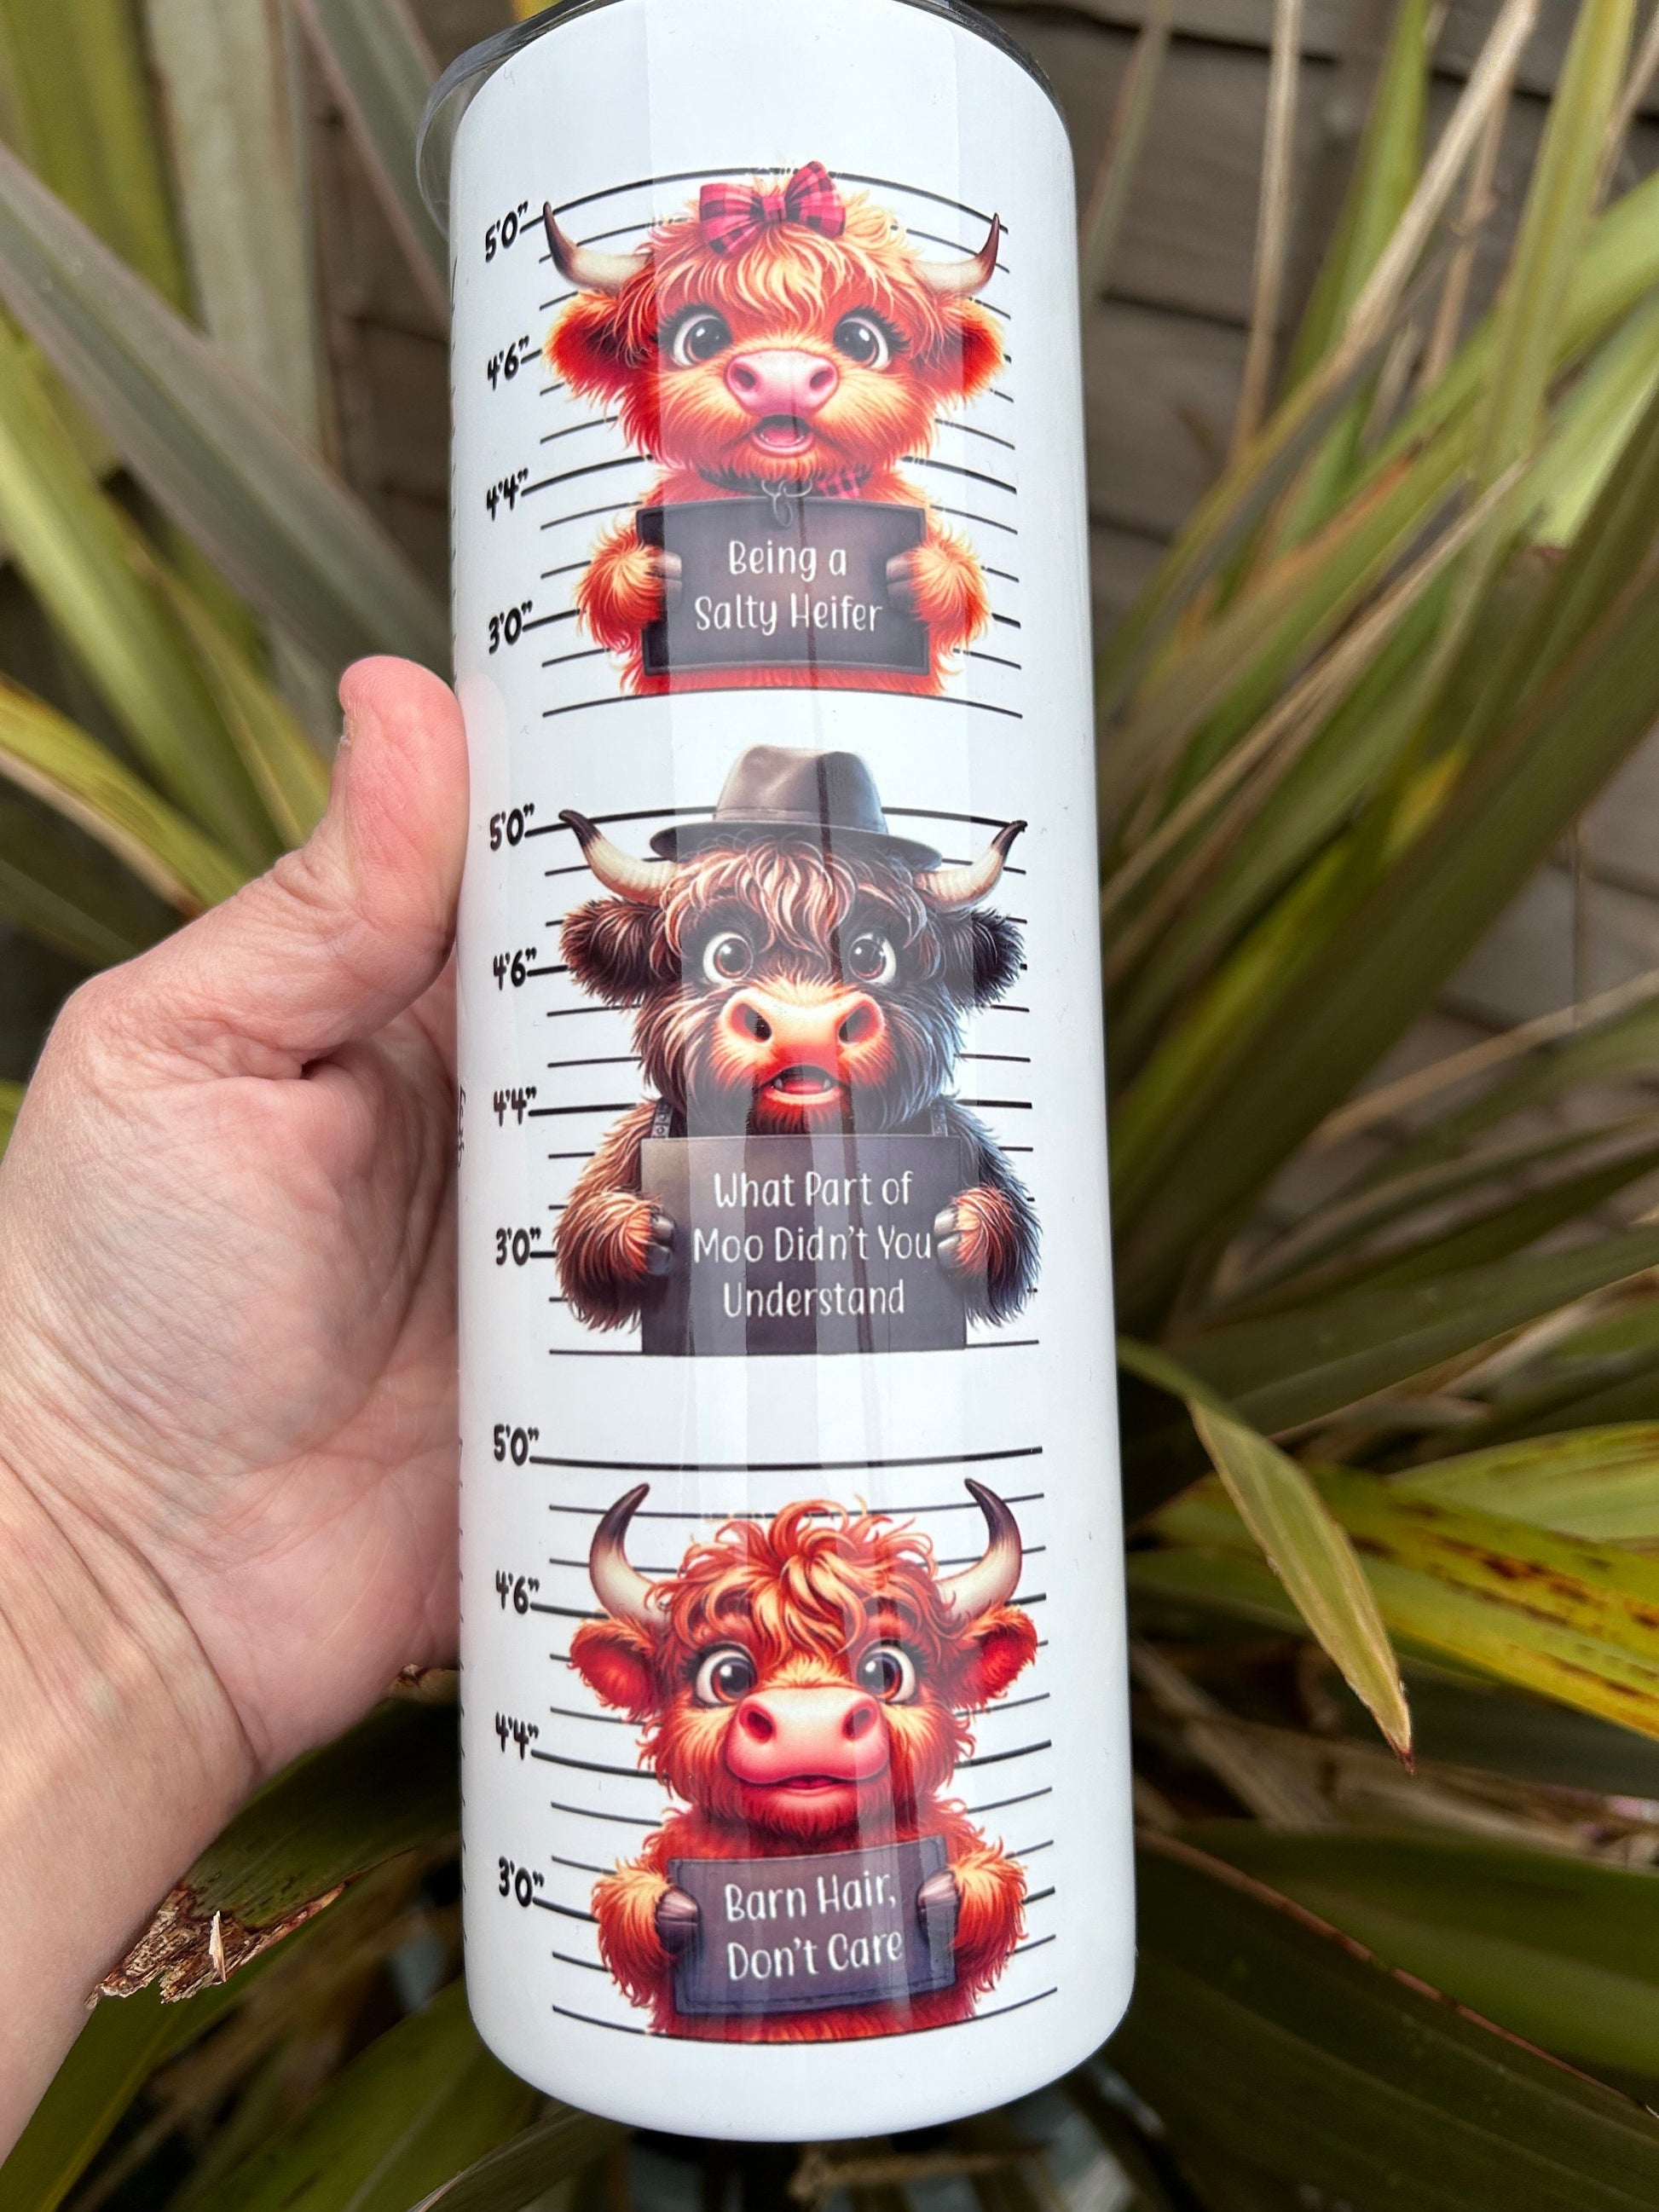 5'0"
4'6"
4'4"
3'0"
Being a
Salty Heifer
5'0"
4'6"
4'4"
3'0"
What Part of
Moo Didn't You
Understand
5'0"
4'6"
4'4"
3'0"
Barn Hair,
Don't Care